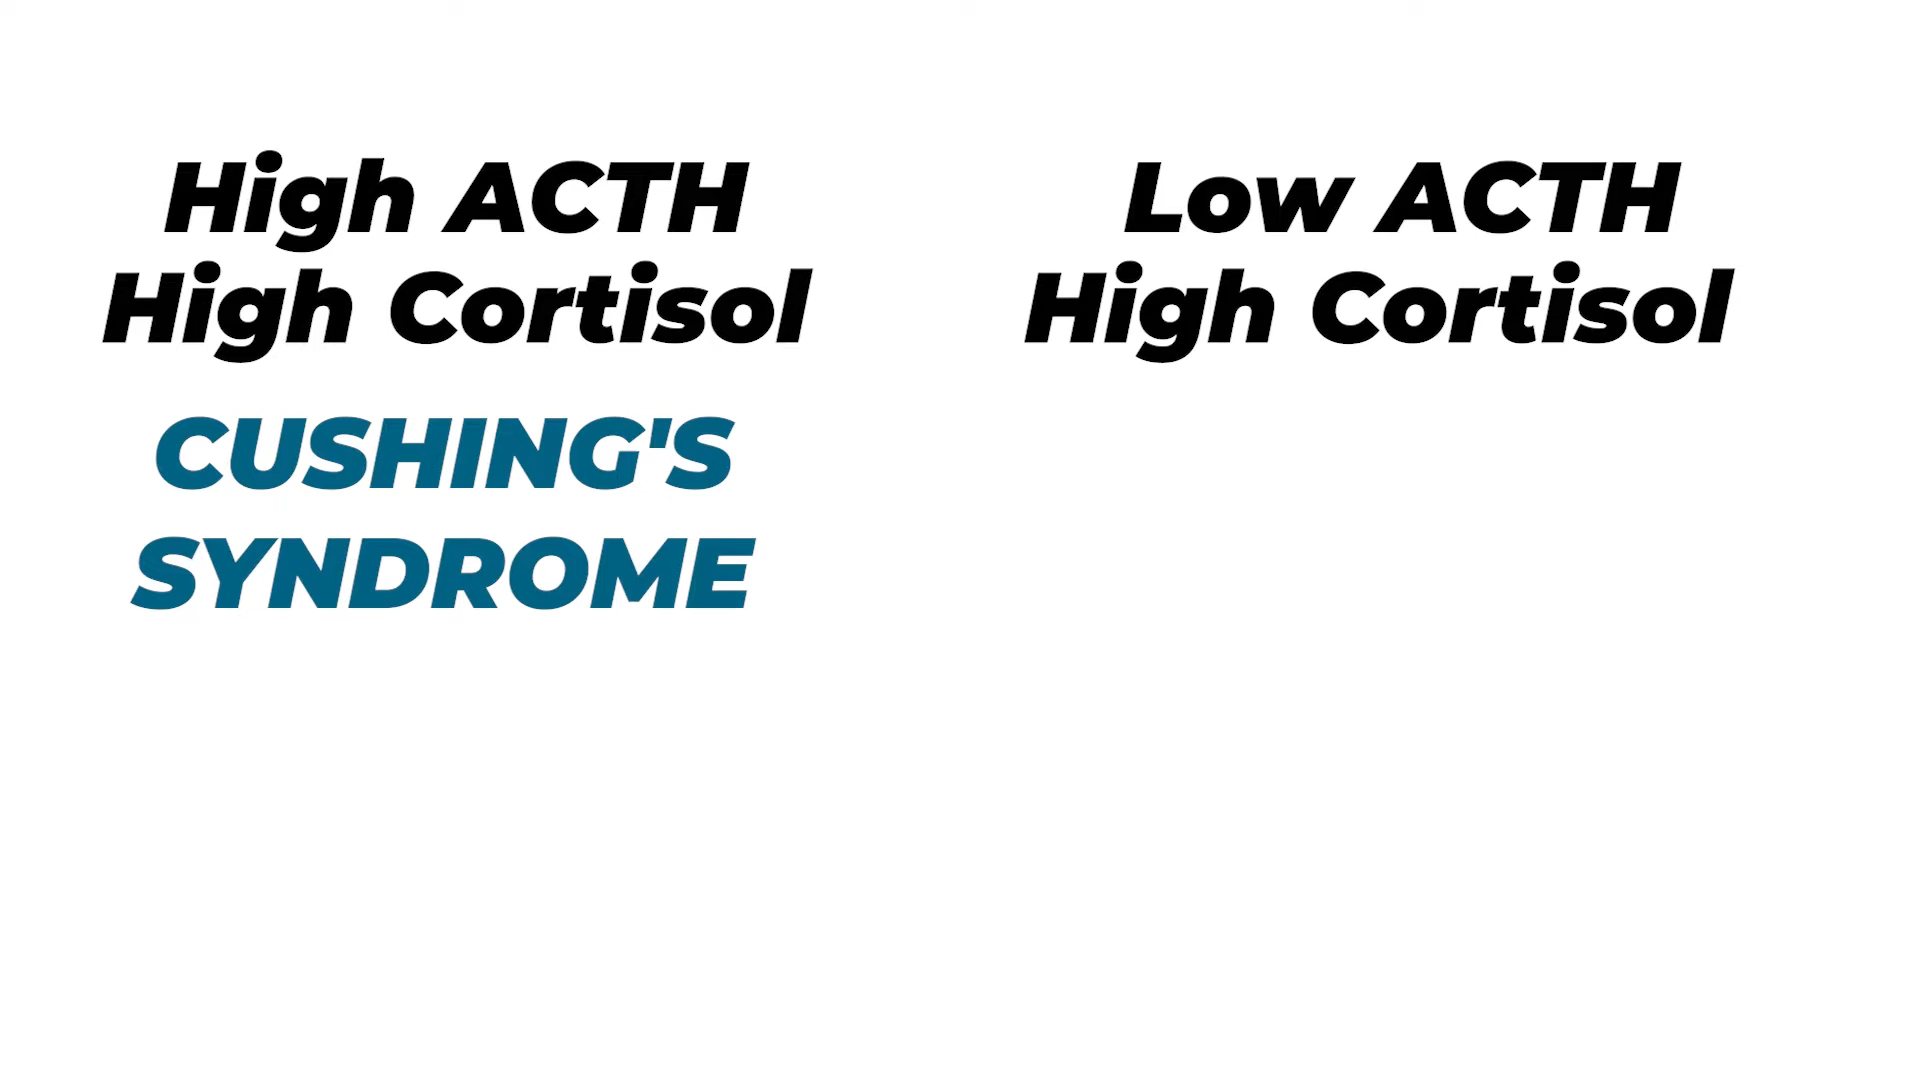 High ACTH
High Cortisol
CUSHING'S
SYNDROME
Low ACTH
High Cortisol